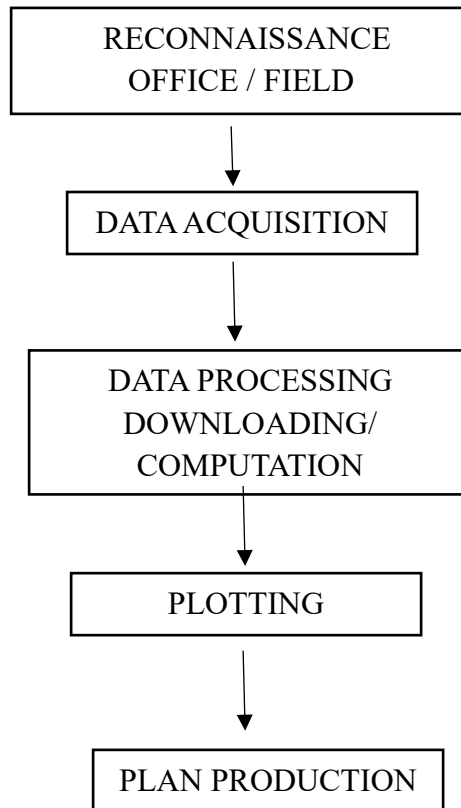 RECONNAISSANCE
OFFICE / FIELD
DATA ACQUISITION
DATA PROCESSING
DOWNLOADING/
COMPUTATION
PLOTTING
PLAN PRODUCTION